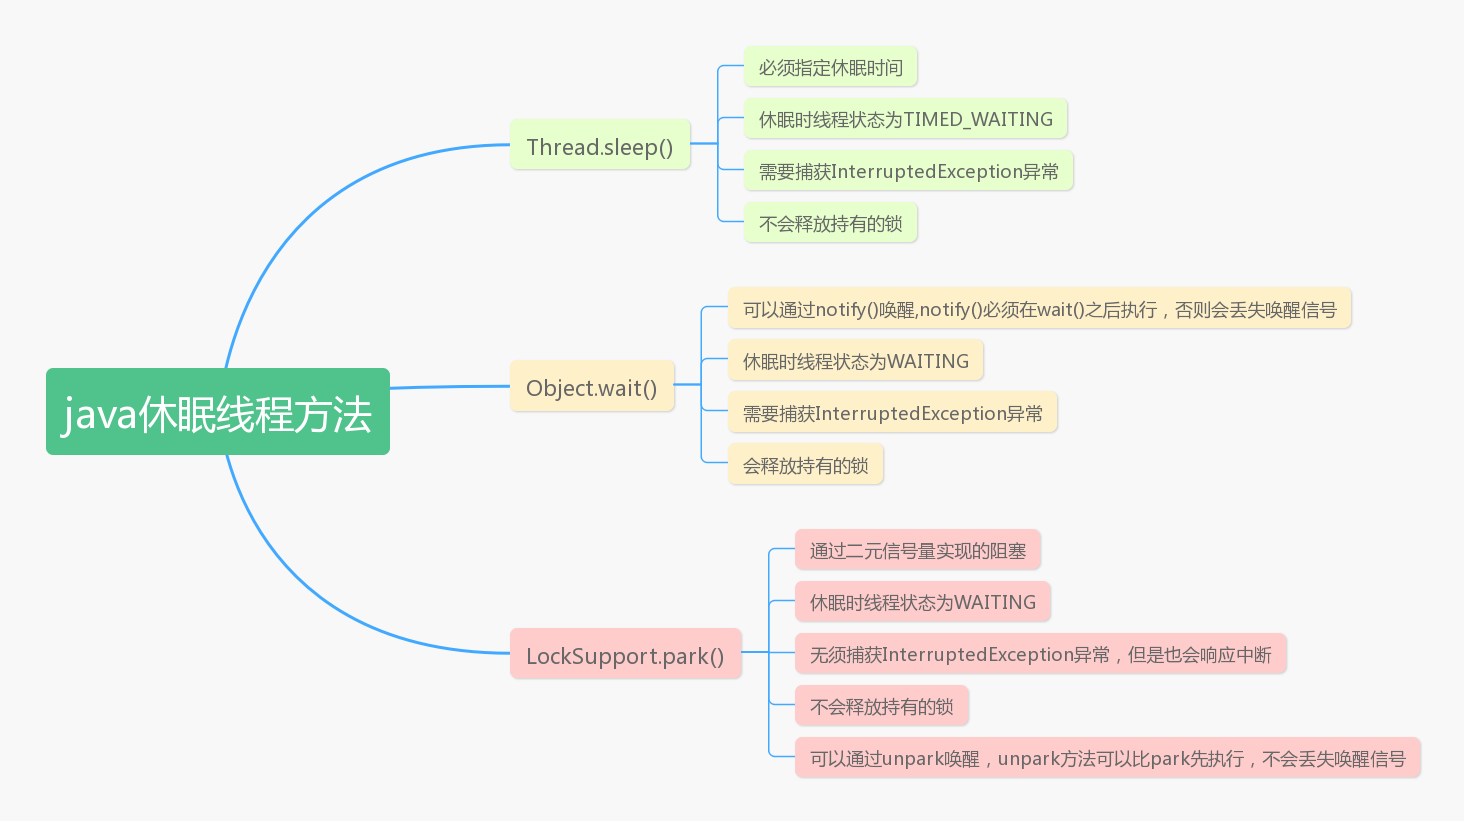 java休眠线程方法
Thread.sleep()
必须指定休眠时间
休眠时线程状态为TIMED_WAITING
需要捕获InterruptedException异常
不会释放持有的锁
Object.wait()
可以通过notify()唤醒,notify()必须在wait()之后执行，否则会丢失唤醒信号
休眠时线程状态为WAITING
需要捕获InterruptedException异常
会释放持有的锁
LockSupport.park()
通过二元信号量实现的阻塞
休眠时线程状态为WAITING
无须捕获InterruptedException异常，但是也会响应中断
不会释放持有的锁
可以通过unpark唤醒，unpark方法可以比park先执行，不会丢失唤醒信号